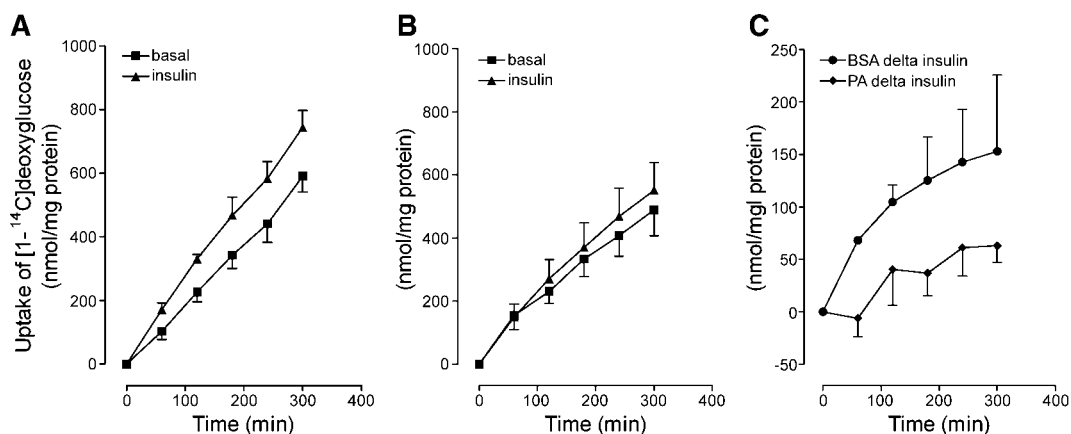 A
Uptake of [1- ¹⁴C]deoxyglucose
(nmol/mg protein)
1000
800
600
400
200
0
basal
insulin
0 100 200 300 400
Time (min)
B
(nmol/mg protein)
1000
800
600
400
200
0
basal
insulin
0 100 200 300 400
Time (min)
C
(nmol/mgl protein)
250
200
150
100
50
0
-50
BSA delta insulin
PA delta insulin
0 100 200 300 400
Time (min)